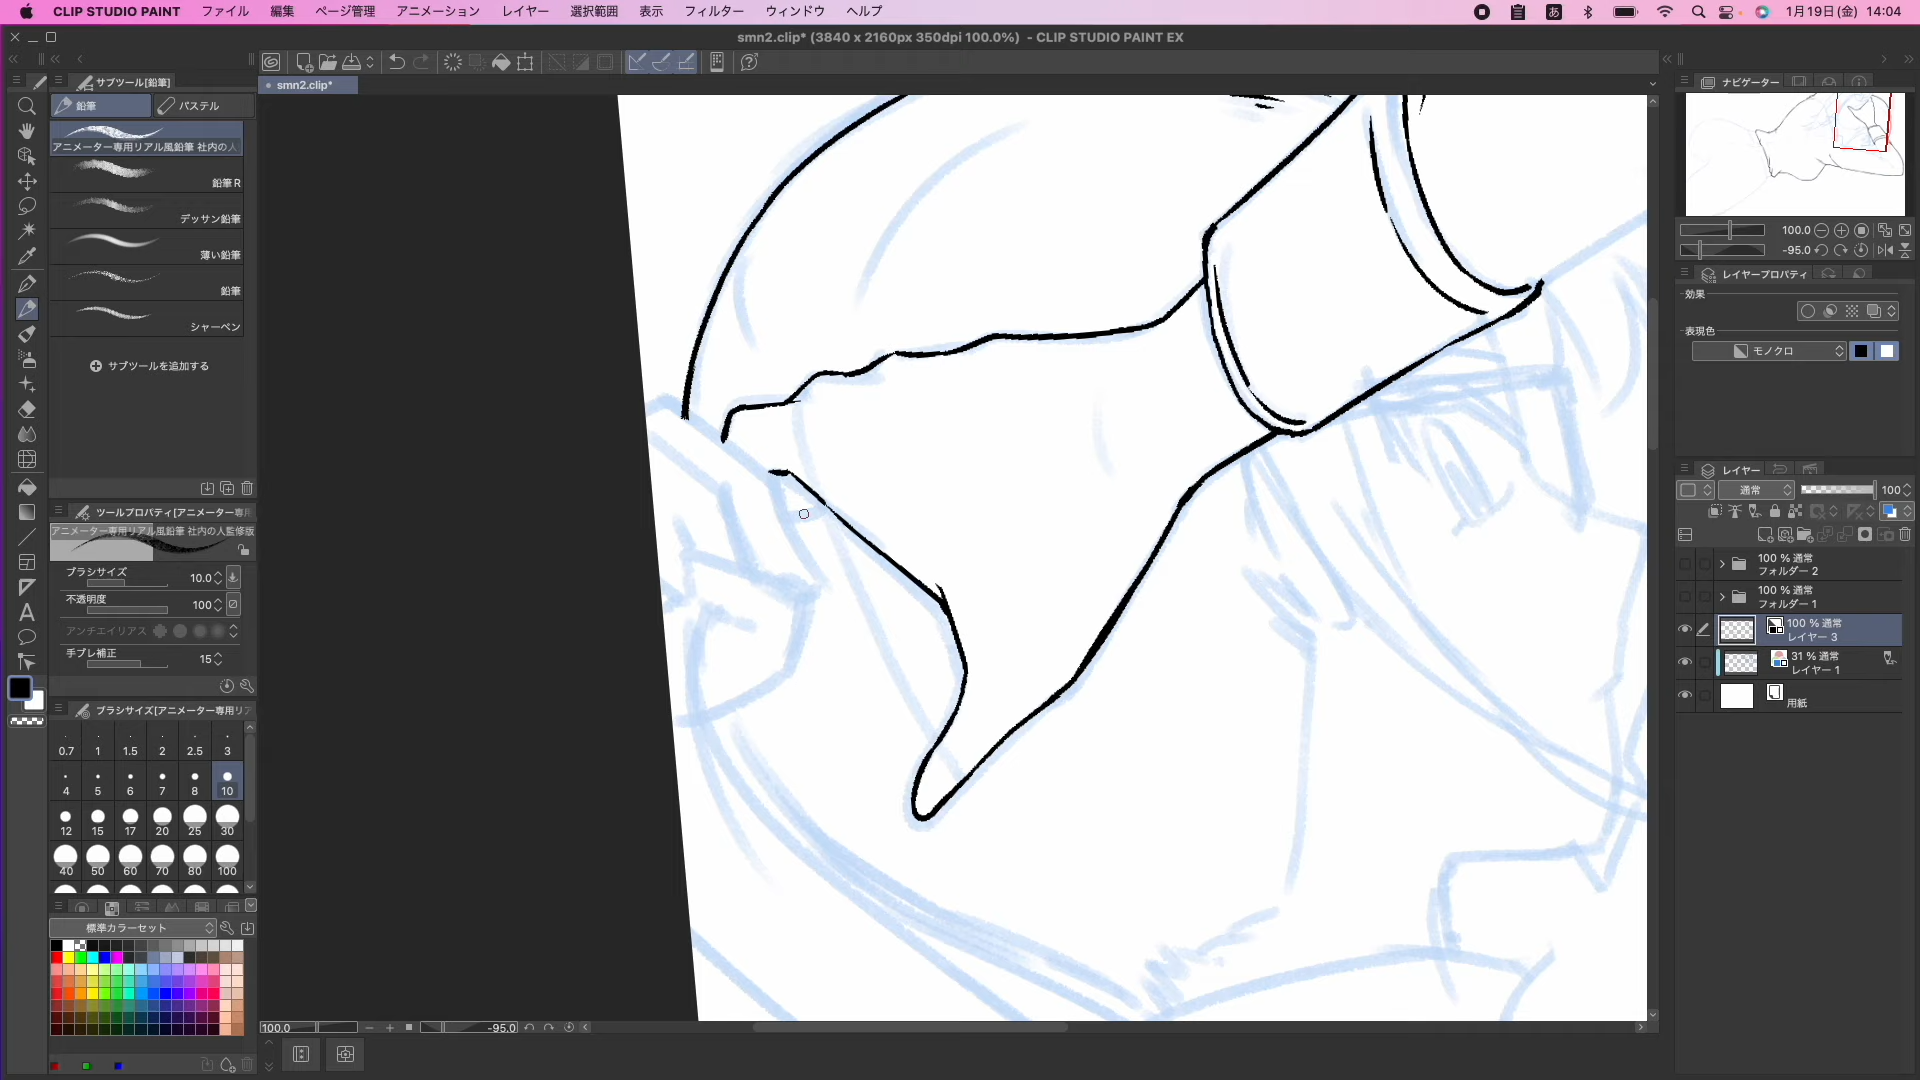 CLIP STUDIO PAINT ファイル 編集 ページ管理 アニメーション レイヤー 選択範囲 表示 フィルター ウィンドウ ヘルプ
あ 1月19日(金) 14:04
smn2.clip* (3840 x 2160px 350dpi 100.0%) - CLIP STUDIO PAINT EX
サブツール[鉛筆]
smn2.clip*
鉛筆 パステル
アニメーター専用リアル風鉛筆 社内の人
鉛筆R
デッサン鉛筆
薄い鉛筆
鉛筆
シャーペン
サブツールを追加する
ツールプロパティ[アニメーター専用
アニメーター専用リアル風鉛筆 社内の人監修版
ブラシサイズ 10.0
不透明度 100
アンチエイリアス
手ブレ補正 15
ブラシサイズ[アニメーター専用リア
0.7 1 1.5 2 2.5 3
4 5 6 7 8 10
12 15 17 20 25 30
40 50 60 70 80 100
標準カラーセット
100.0 -95.0
ナビゲーター
100.0
-95.0
レイヤープロパティ
効果
表現色
モノクロ
レイヤー
通常 100
100 % 通常
フォルダー 2
100 % 通常
フォルダー 1
100 % 通常
レイヤー 3
31 % 通常
レイヤー 1
用紙